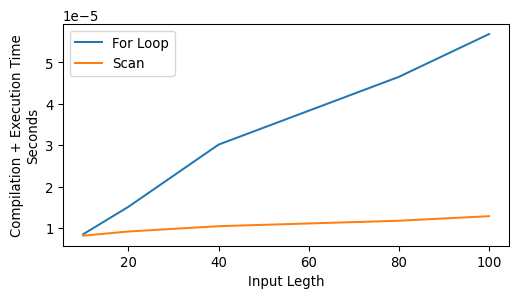 1e−5
For Loop
Scan
Compilation + Execution Time
Seconds
5
4
3
2
1
20 40 60 80 100
Input Legth